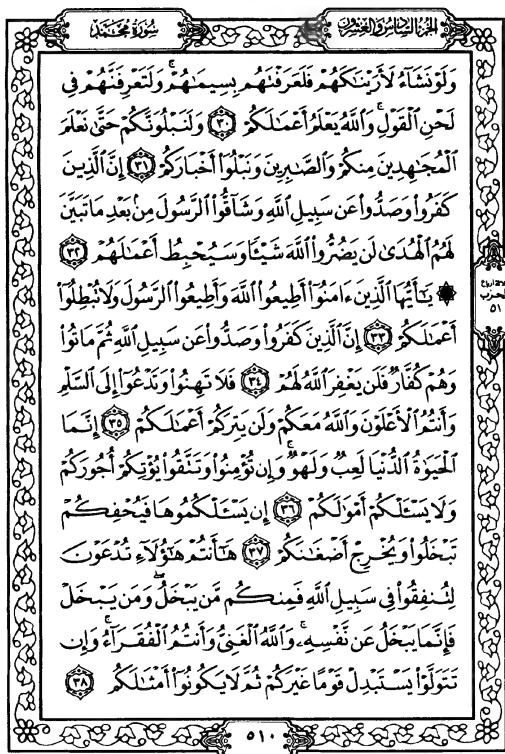 الجزء السادس والعشرون
سورة محمد
وَلَوْ نَشَآءُ لَأَرَيْنَٰكَهُمْ فَلَعَرَفْتَهُم بِسِيمَٰهُمْ ۚ وَلَتَعْرِفَنَّهُمْ فِى
لَحْنِ ٱلْقَوْلِ ۚ وَٱللَّهُ يَعْلَمُ أَعْمَٰلَكُمْ ٣٠ وَلَنَبْلُوَنَّكُمْ حَتَّىٰ نَعْلَمَ
ٱلْمُجَٰهِدِينَ مِنكُمْ وَٱلصَّٰبِرِينَ وَنَبْلُوَا۟ أَخْبَارَكُمْ ٣١ إِنَّ ٱلَّذِينَ
كَفَرُوا۟ وَصَدُّوا۟ عَن سَبِيلِ ٱللَّهِ وَشَآقُّوا۟ ٱلرَّسُولَ مِنۢ بَعْدِ مَا تَبَيَّنَ
لَهُمُ ٱلْهُدَىٰ لَن يَضُرُّوا۟ ٱللَّهَ شَيْـًٔا وَسَيُحْبِطُ أَعْمَٰلَهُمْ ٣٢
۞ يَٰٓأَيُّهَا ٱلَّذِينَ ءَامَنُوٓا۟ أَطِيعُوا۟ ٱللَّهَ وَأَطِيعُوا۟ ٱلرَّسُولَ وَلَا تُبْطِلُوٓا۟
أَعْمَٰلَكُمْ ٣٣ إِنَّ ٱلَّذِينَ كَفَرُوا۟ وَصَدُّوا۟ عَن سَبِيلِ ٱللَّهِ ثُمَّ مَاتُوا۟
وَهُمْ كُفَّارٌ فَلَن يَغْفِرَ ٱللَّهُ لَهُمْ ٣٤ فَلَا تَهِنُوا۟ وَتَدْعُوٓا۟ إِلَى ٱلسَّلْمِ
وَأَنتُمُ ٱلْأَعْلَوْنَ وَٱللَّهُ مَعَكُمْ وَلَن يَتِرَكُمْ أَعْمَٰلَكُمْ ٣٥ إِنَّمَا
ٱلْحَيَوٰةُ ٱلدُّنْيَا لَعِبٌ وَلَهْوٌ ۚ وَإِن تُؤْمِنُوا۟ وَتَتَّقُوا۟ يُؤْتِكُمْ أُجُورَكُمْ
وَلَا يَسْـَٔلْكُمْ أَمْوَٰلَكُمْ ٣٦ إِن يَسْـَٔلْكُمُوهَا فَيُحْفِكُمْ
تَبْخَلُوا۟ وَيُخْرِجْ أَضْغَٰنَكُمْ ٣٧ هَٰٓأَنتُمْ هَٰٓؤُلَآءِ تُدْعَوْنَ
لِتُنفِقُوا۟ فِى سَبِيلِ ٱللَّهِ فَمِنكُم مَّن يَبْخَلُ ۖ وَمَن يَبْخَلْ
فَإِنَّمَا يَبْخَلُ عَن نَّفْسِهِۦ ۚ وَٱللَّهُ ٱلْغَنِىُّ وَأَنتُمُ ٱلْفُقَرَآءُ ۚ وَإِن
تَتَوَلَّوْا۟ يَسْتَبْدِلْ قَوْمًا غَيْرَكُمْ ثُمَّ لَا يَكُونُوٓا۟ أَمْثَٰلَكُم ٣٨
الحزب
٥١
٥١٠